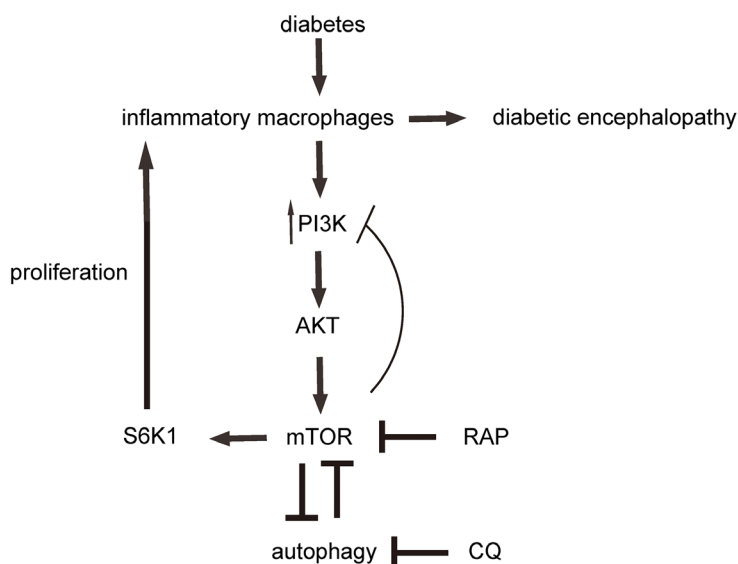 diabetes
inflammatory macrophages
diabetic encephalopathy
PI3K
proliferation
AKT
S6K1
mTOR
RAP
autophagy
CQ